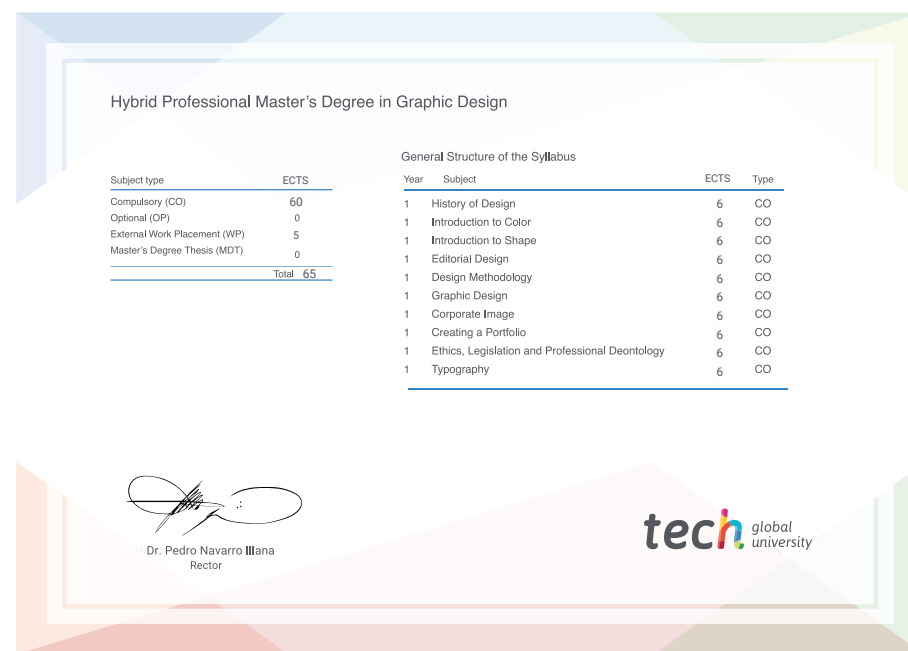 Hybrid Professional Master's Degree in Graphic Design
Subject type ECTS
Compulsory (CO) 60
Optional (OP) 0
External Work Placement (WP) 5
Master's Degree Thesis (MDT) 0
Total 65
General Structure of the Syllabus
Year Subject ECTS Type
1 History of Design 6 CO
1 Introduction to Color 6 CO
1 Introduction to Shape 6 CO
1 Editorial Design 6 CO
1 Design Methodology 6 CO
1 Graphic Design 6 CO
1 Corporate Image 6 CO
1 Creating a Portfolio 6 CO
1 Ethics, Legislation and Professional Deontology 6 CO
1 Typography 6 CO
Dr. Pedro Navarro Illana
Rector
tech global
university